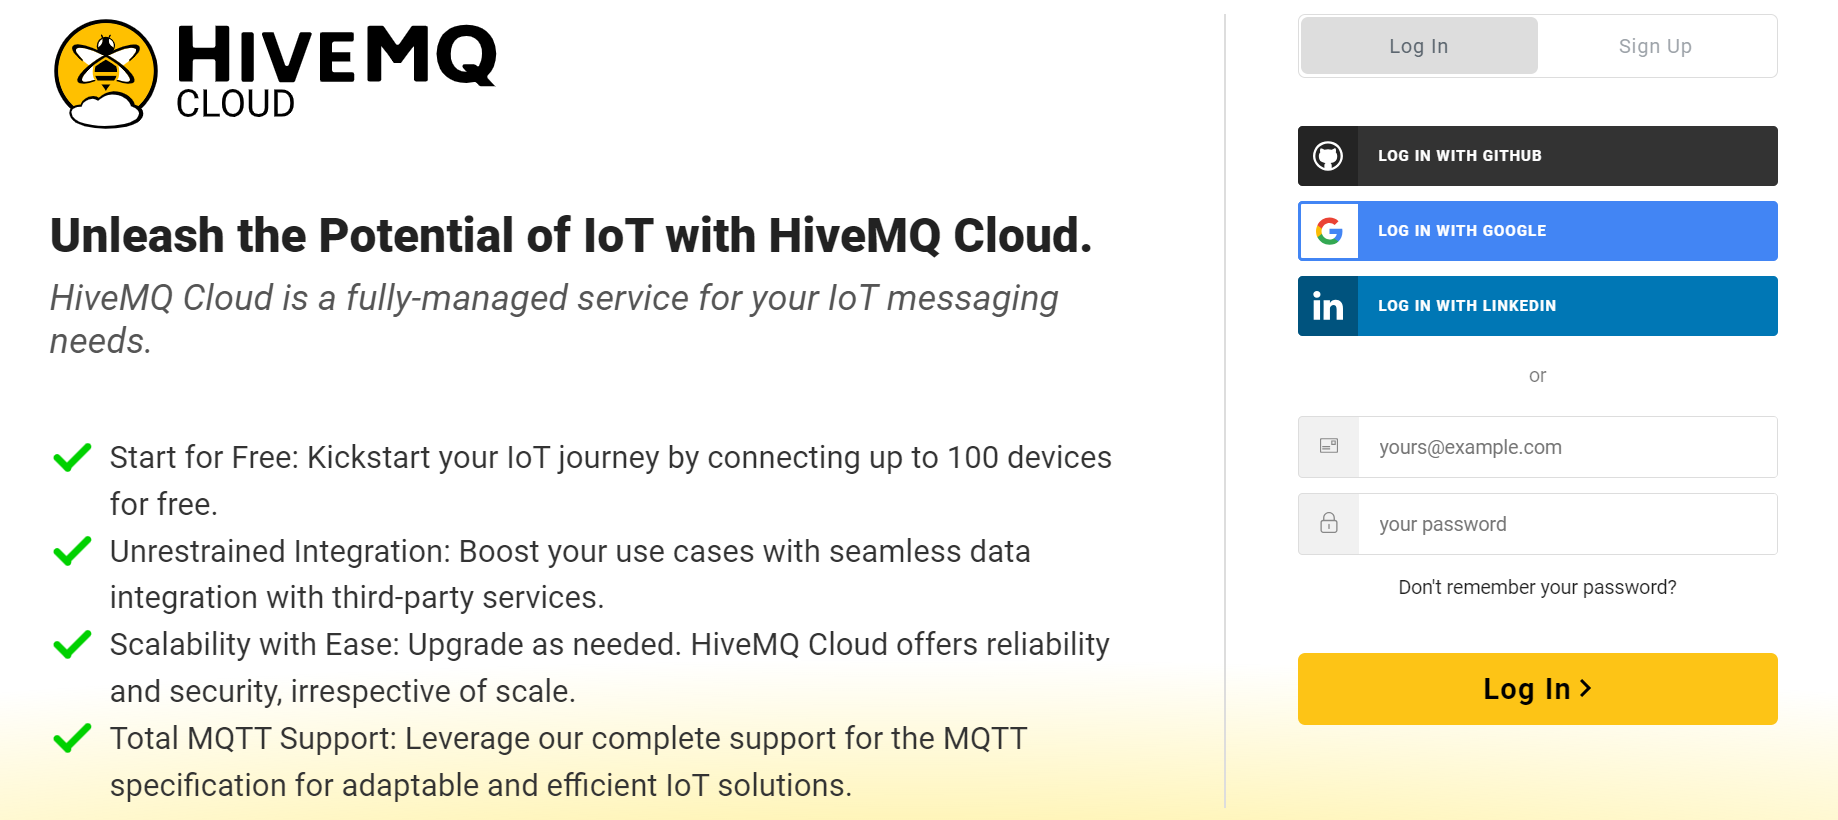 HIVEMQ
CLOUD
Unleash the Potential of IoT with HiveMQ Cloud.
HiveMQ Cloud is a fully-managed service for your IoT messaging
needs.
Start for Free: Kickstart your IoT journey by connecting up to 100 devices
for free.
Unrestrained Integration: Boost your use cases with seamless data
integration with third-party services.
Scalability with Ease: Upgrade as needed. HiveMQ Cloud offers reliability
and security, irrespective of scale.
Total MQTT Support: Leverage our complete support for the MQTT
specification for adaptable and efficient IoT solutions.
Log In
Sign Up
LOG IN WITH GITHUB
LOG IN WITH GOOGLE
LOG IN WITH LINKEDIN
or
yours@example.com
your password
Don't remember your password?
Log In